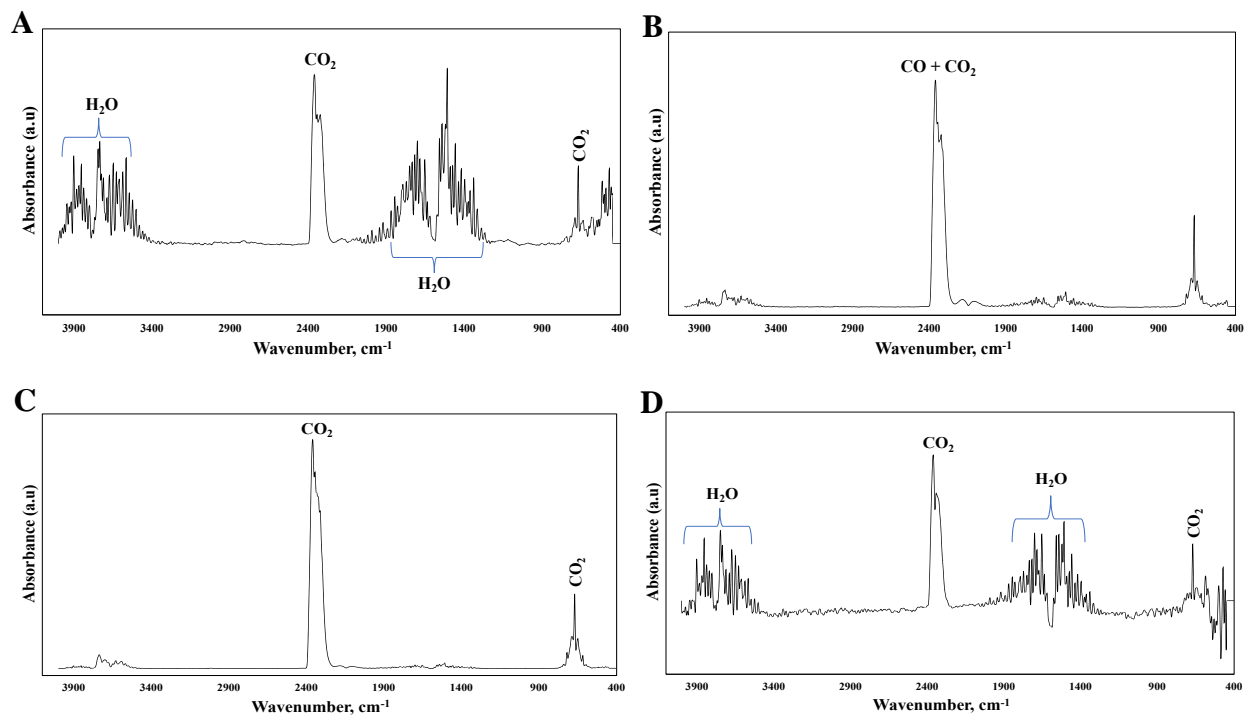 A
Absorbance (a.u)
H₂O
CO₂
H₂O
CO₂
3900 3400 2900 2400 1900 1400 900 400
Wavenumber, cm⁻¹
B
Absorbance (a.u)
CO + CO₂
3900 3400 2900 2400 1900 1400 900 400
Wavenumber, cm⁻¹
C
Absorbance (a.u)
CO₂
CO₂
3900 3400 2900 2400 1900 1400 900 400
Wavenumber, cm⁻¹
D
Absorbance (a.u)
H₂O
CO₂
H₂O
CO₂
3900 3400 2900 2400 1900 1400 900 400
Wavenumber, cm⁻¹